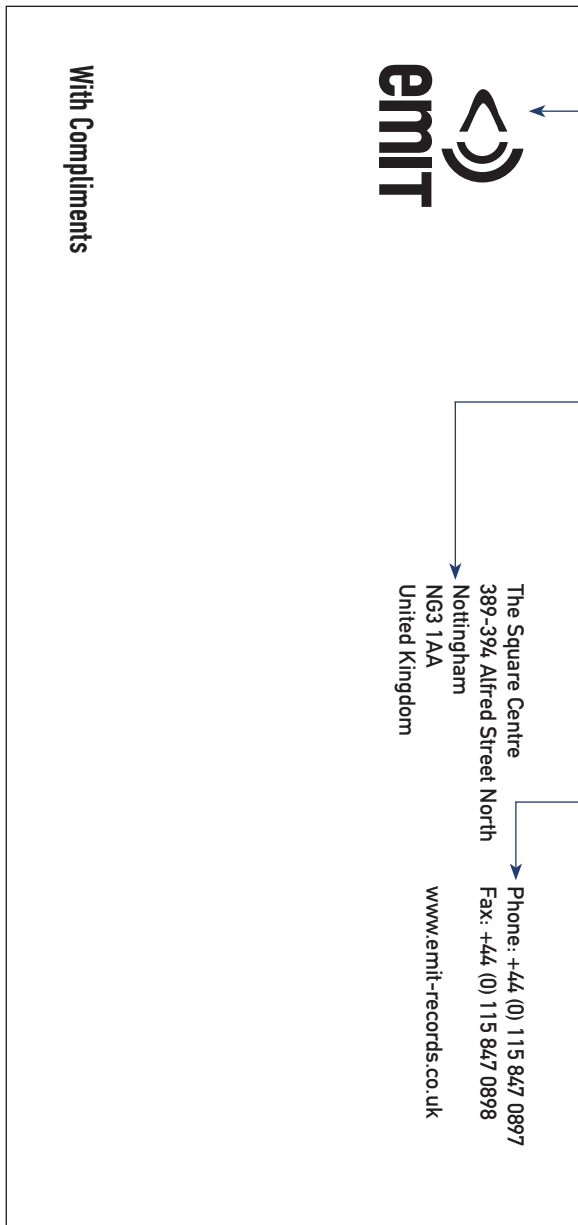 emIT
The Square Centre
389-394 Alfred Street North
Nottingham
NG3 1AA
United Kingdom
Phone: +44 (0) 115 847 0897
Fax: +44 (0) 115 847 0898
www.emit-records.co.uk
With Compliments